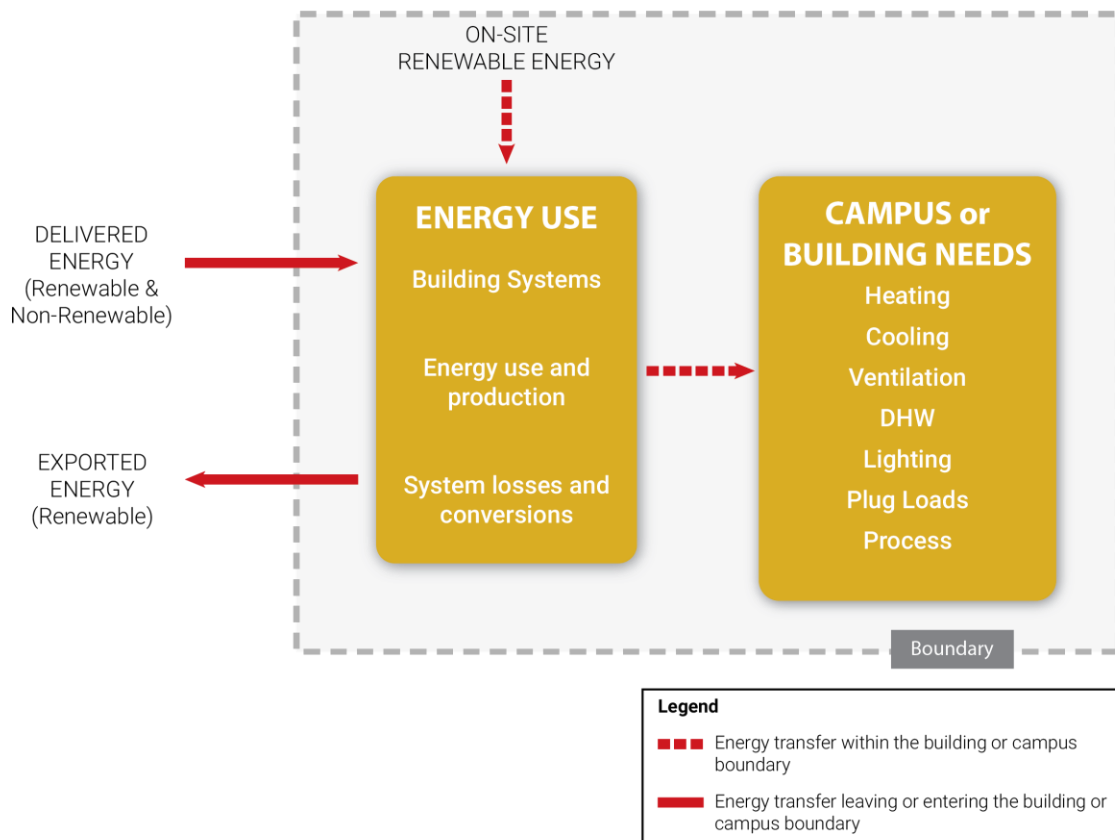 ON-SITE
RENEWABLE ENERGY
DELIVERED
ENERGY
(Renewable &
Non-Renewable)
EXPORTED
ENERGY
(Renewable)
ENERGY USE
Building Systems
Energy use and
production
System losses and
conversions
CAMPUS or
BUILDING NEEDS
Heating
Cooling
Ventilation
DHW
Lighting
Plug Loads
Process
Boundary
Legend
Energy transfer within the building or campus
boundary
Energy transfer leaving or entering the building or
campus boundary